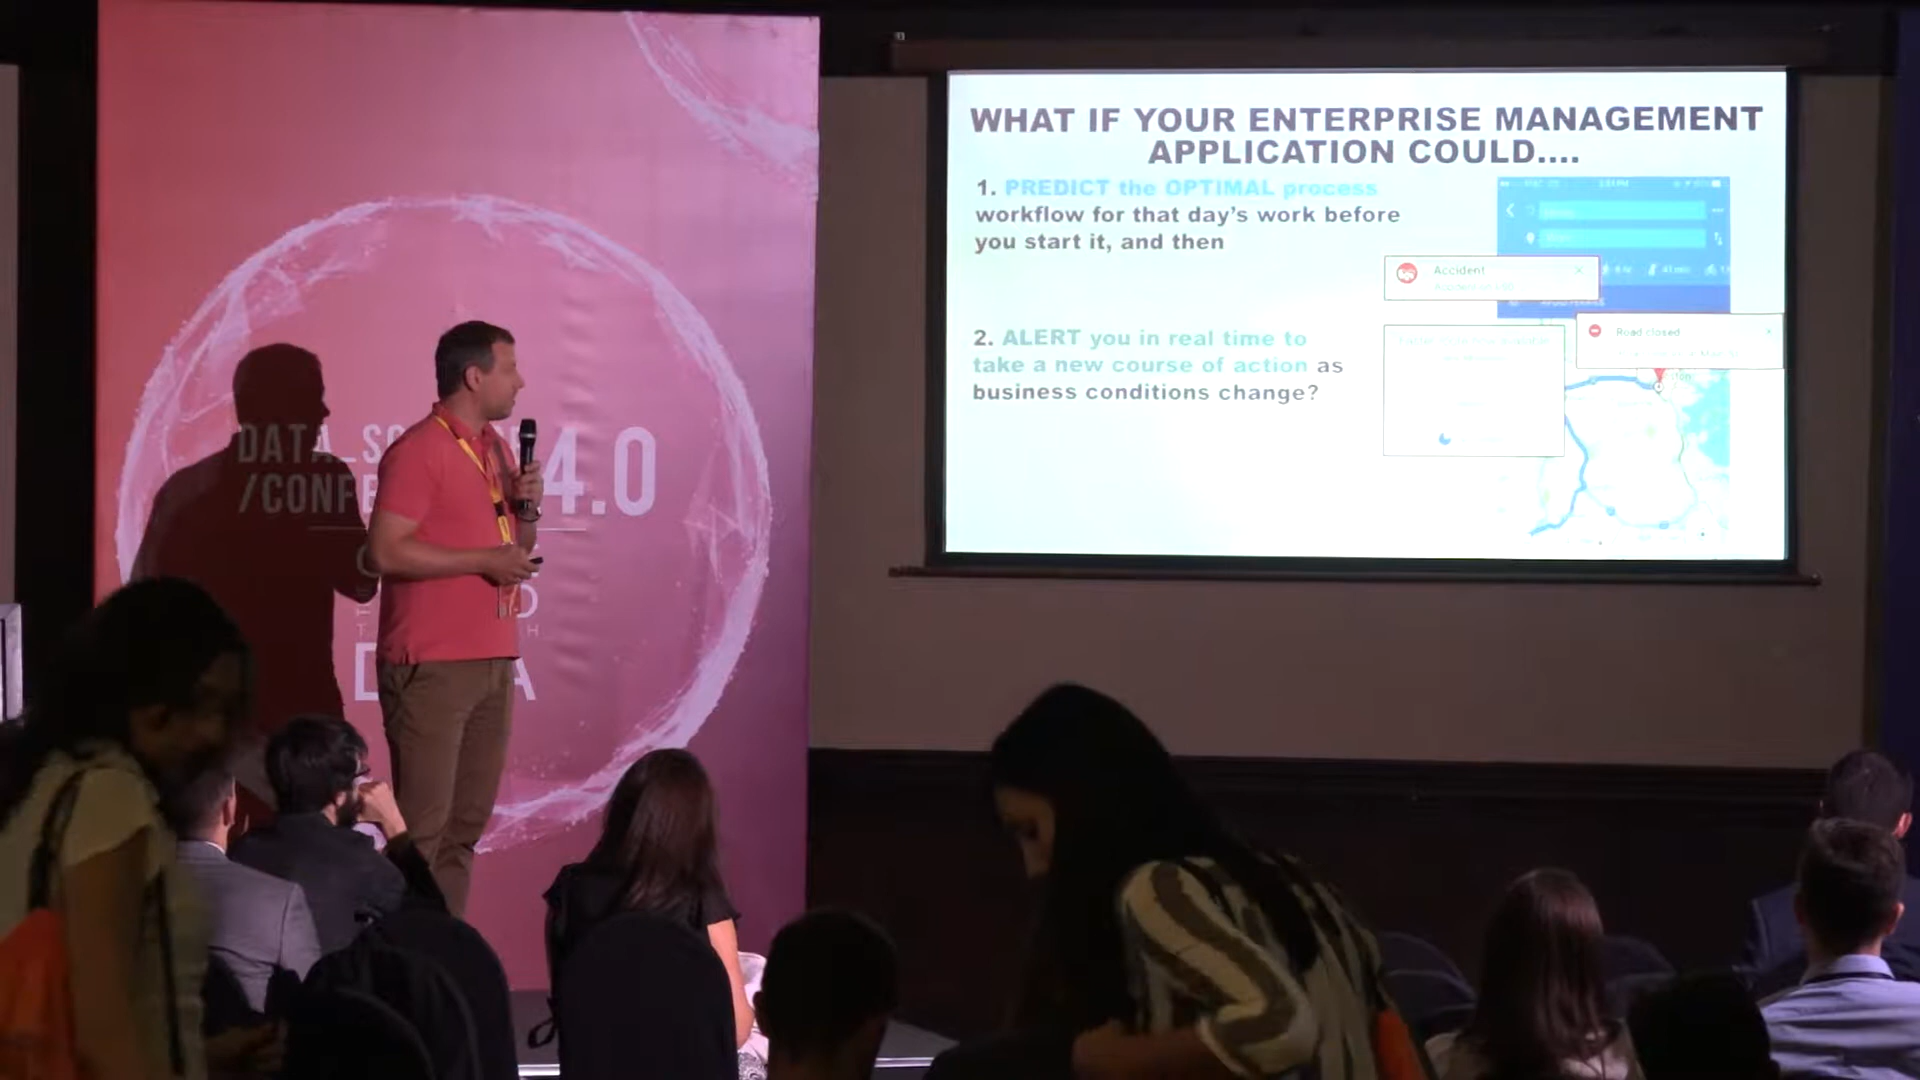 DATA_SC
/CONFE
4.0
D
H
D
A
WHAT IF YOUR ENTERPRISE MANAGEMENT
APPLICATION COULD....
1. PREDICT the OPTIMAL process
workflow for that day's work before
you start it, and then
2. ALERT you in real time to
take a new course of action as
business conditions change?
Accident
Road closed